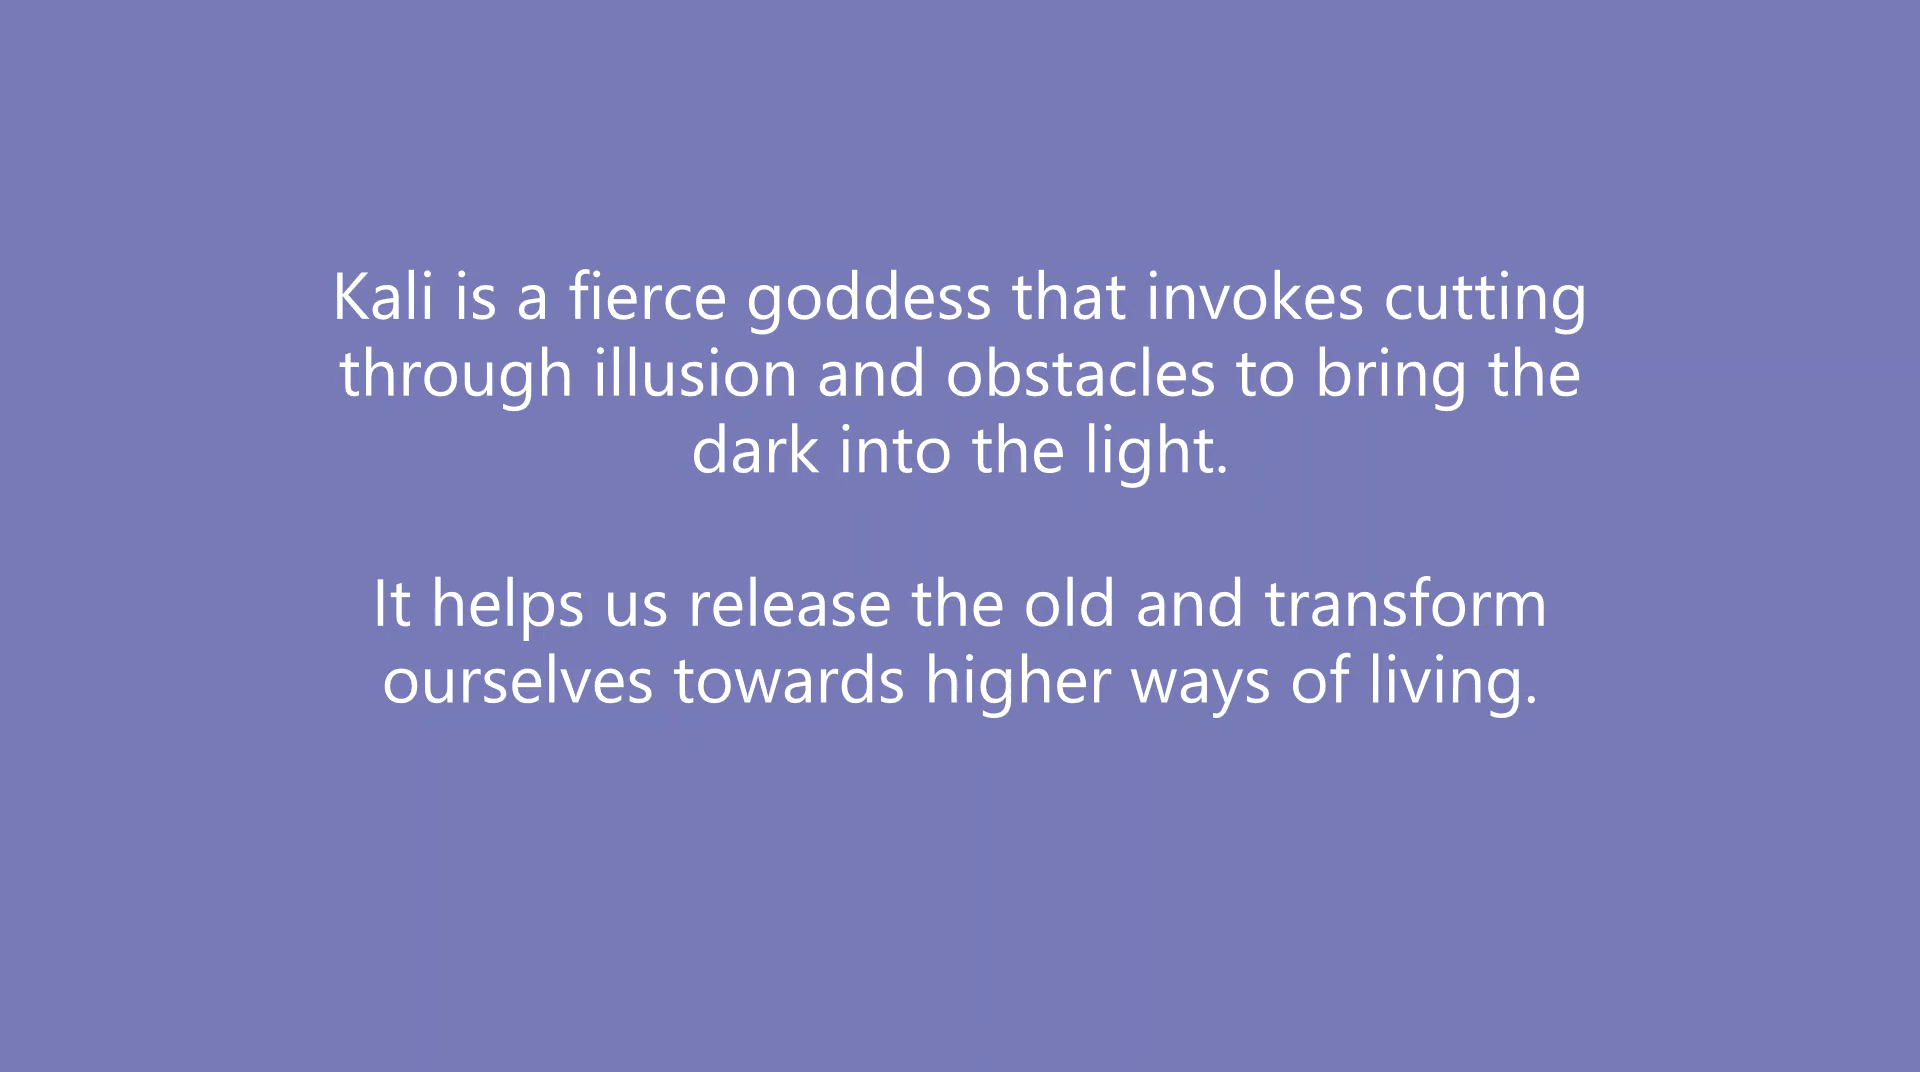 Kali is a fierce goddess that invokes cutting
through illusion and obstacles to bring the
dark into the light.
It helps us release the old and transform
ourselves towards higher ways of living.